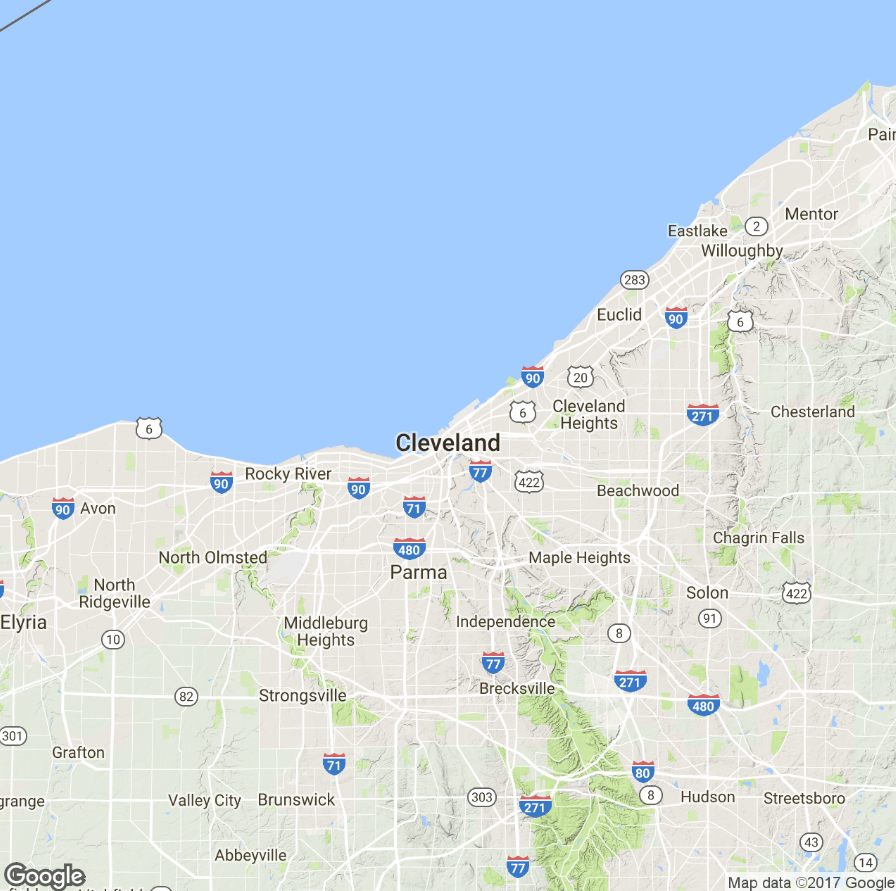 Pain
Mentor
Eastlake
2
Willoughby
283
Euclid
90
6
90
20
Cleveland
Heights
6
271
Chesterland
6
Cleveland
Rocky River
77
422
90
90
Beachwood
90
Avon
71
Chagrin Falls
North Olmsted
480
Maple Heights
Parma
North
Ridgeville
Solon
422
Elyria
Middleburg
Heights
Independence
91
10
8
77
271
Brecksville
Strongsville
82
480
301
Grafton
71
80
grange
Valley City
Brunswick
303
271
8
Hudson
Streetsboro
43
Abbeyville
77
14
Google
Map data ©2017 Google